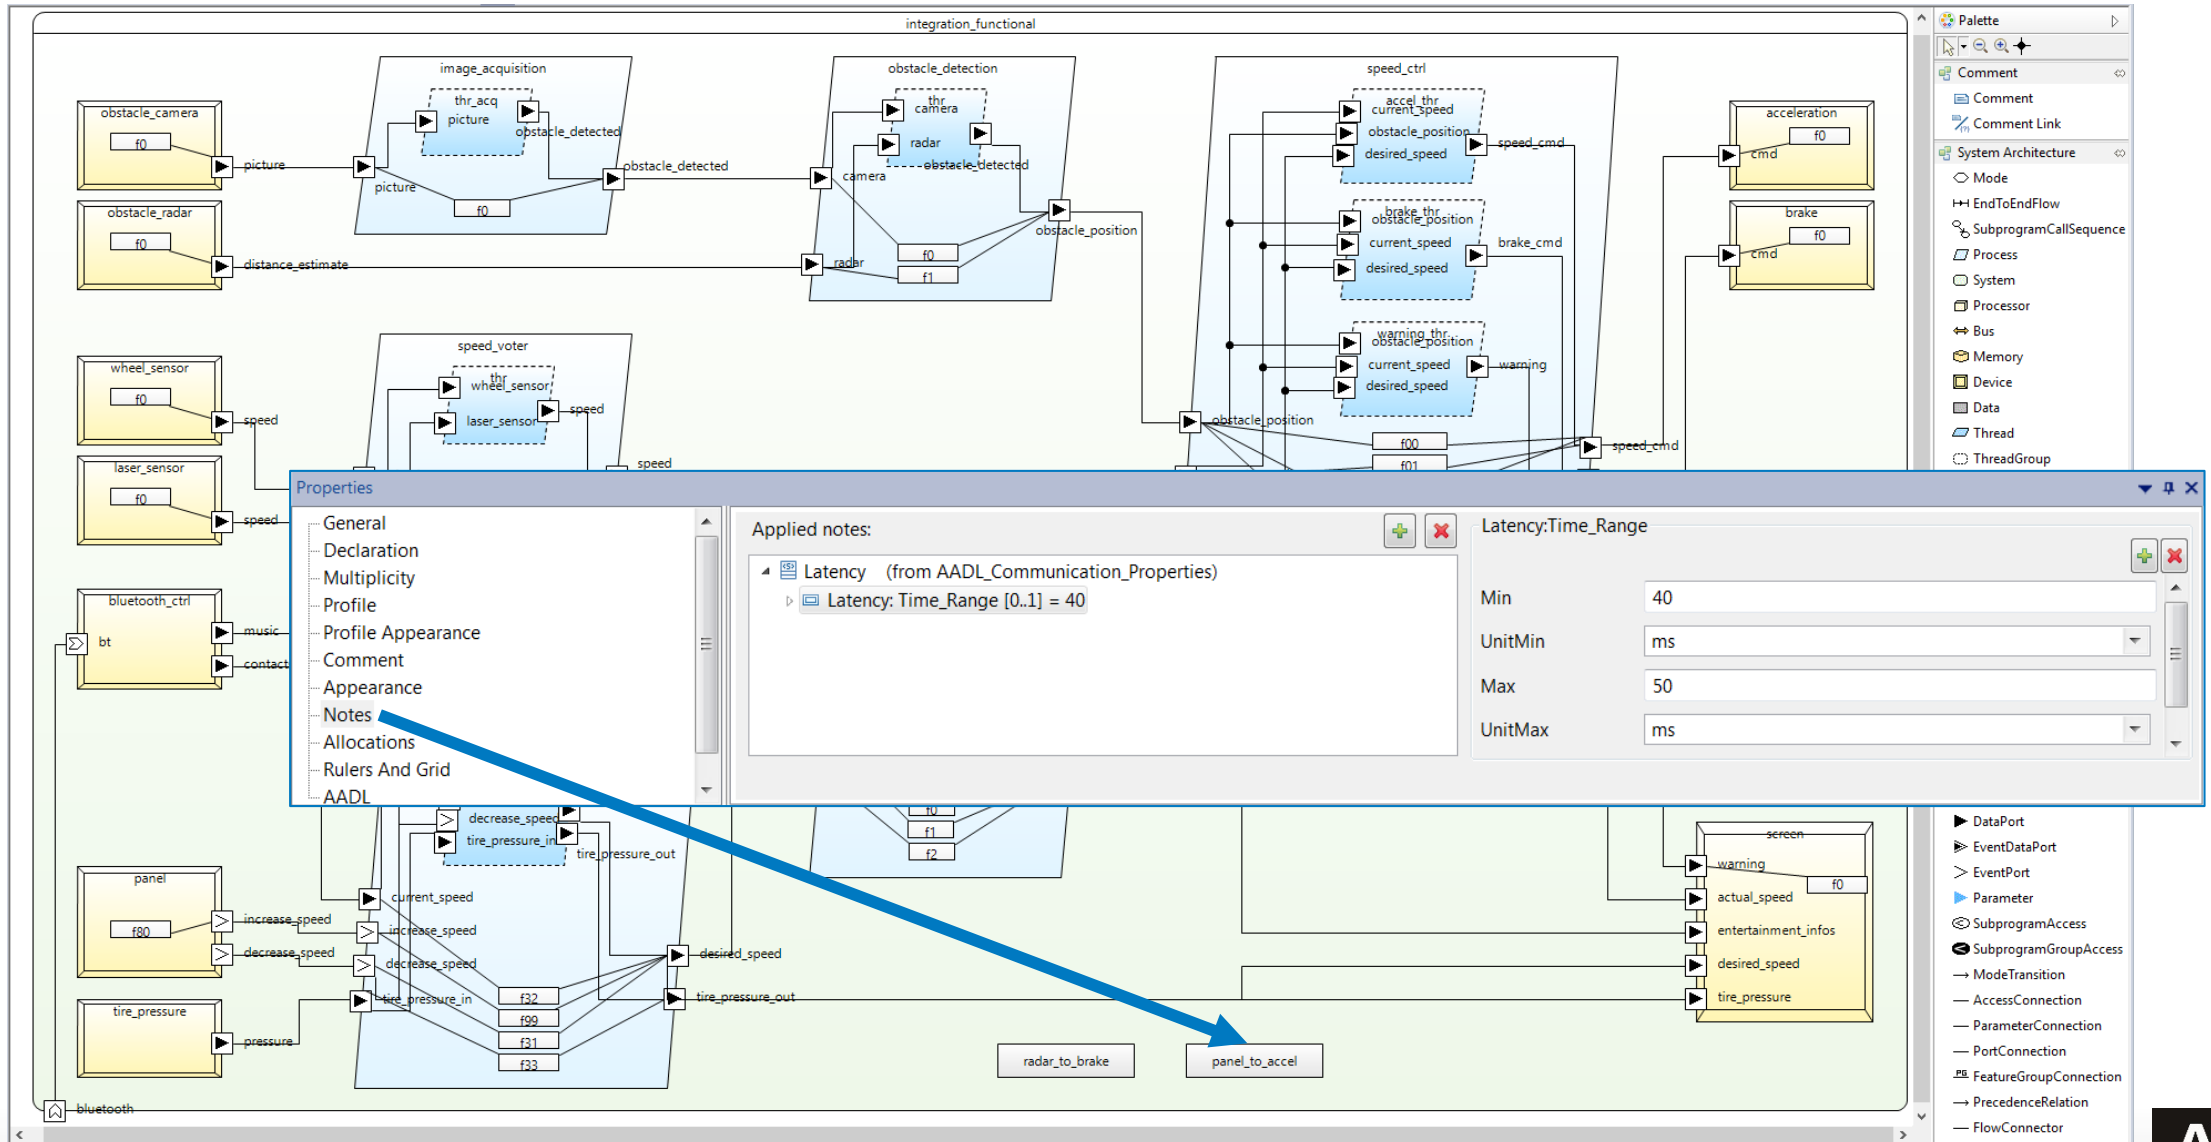 integration_functional
image_acquisition
thr_acq
picture
obstacle_detected
obstacle_camera
f0
picture
picture
f0
obstacle_detected
obstacle_radar
f0
distance_estimate
obstacle_detection
thr
camera
radar
obstacle_detected
camera
radar
f0
f1
obstacle_position
speed_ctrl
accel_thr
current_speed
obstacle_position
desired_speed
speed_cmd
brake_thr
obstacle_position
current_speed
desired_speed
brake_cmd
warning_thr
obstacle_position
current_speed
desired_speed
warning
obstacle_position
f00
f01
speed_cmd
acceleration
f0
cmd
brake
f0
cmd
wheel_sensor
f0
speed
laser_sensor
f0
speed
speed_voter
thr
wheel_sensor
laser_sensor
speed
speed
bluetooth_ctrl
bt
music
contact
Properties
General
Declaration
Multiplicity
Profile
Profile Appearance
Comment
Appearance
Notes
Allocations
Rulers And Grid
AADL
Applied notes:
Latency (from AADL_Communication_Properties)
Latency: Time_Range [0..1] = 40
Latency:Time_Range
Min 40
UnitMin ms
Max 50
UnitMax ms
decrease_speed
tire_pressure_in
tire_pressure_out
f0
f1
f2
panel
f80
increase_speed
decrease_speed
current_speed
increase_speed
decrease_speed
tire_pressure_in
f32
f99
f31
f33
desired_speed
tire_pressure_out
tire_pressure
pressure
bluetooth
radar_to_brake
panel_to_accel
screen
warning
f0
actual_speed
entertainment_infos
desired_speed
tire_pressure
Palette
Comment
Comment
Comment Link
System Architecture
Mode
EndToEndFlow
SubprogramCallSequence
Process
System
Processor
Bus
Memory
Device
Data
Thread
ThreadGroup
DataPort
EventDataPort
EventPort
Parameter
SubprogramAccess
SubprogramGroupAccess
ModeTransition
AccessConnection
ParameterConnection
PortConnection
FeatureGroupConnection
PrecedenceRelation
FlowConnector